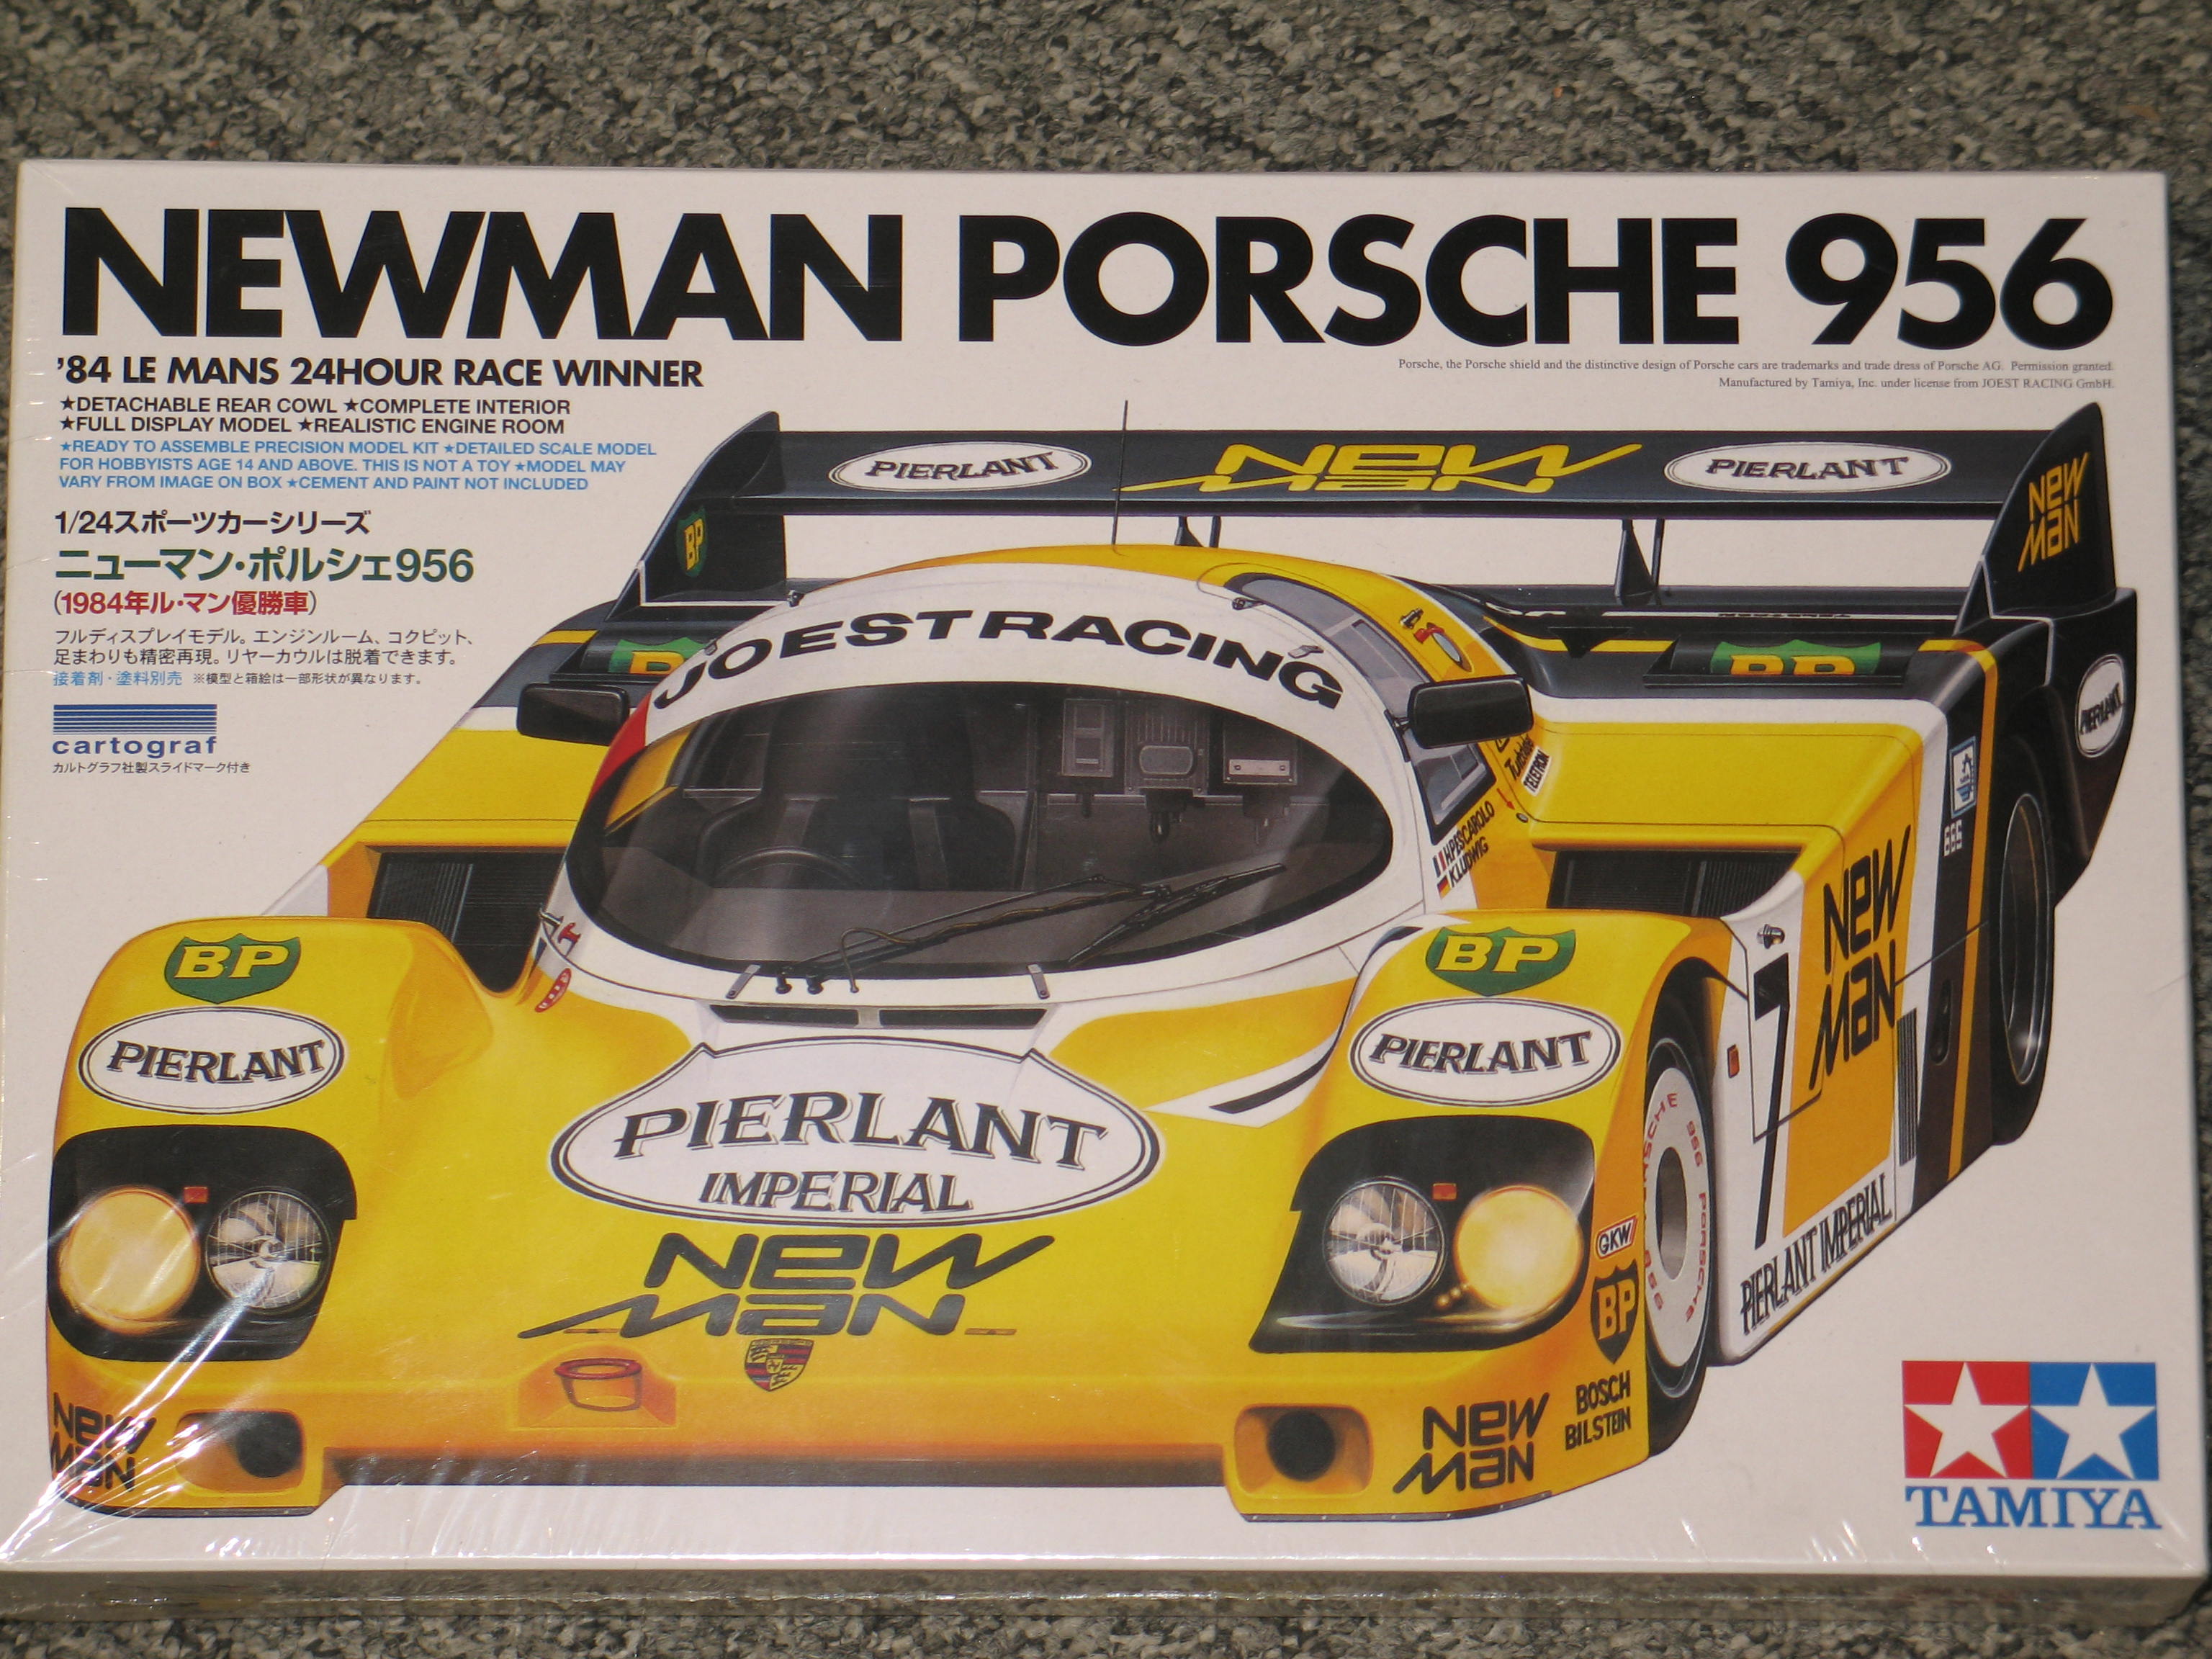 NEWMAN PORSCHE 956
'84 LE MANS 24HOUR RACE WINNER
Porsche, the Porsche shield and the distinctive design of Porsche cars are trademarks and trade dress of Porsche AG. Permission granted.
Manufactured by Tamiya, Inc. under license from JOEST RACING GmbH.
★DETACHABLE REAR COWL ★COMPLETE INTERIOR
★FULL DISPLAY MODEL ★REALISTIC ENGINE ROOM
★READY TO ASSEMBLE PRECISION MODEL KIT ★DETAILED SCALE MODEL
FOR HOBBYISTS AGE 14 AND ABOVE. THIS IS NOT A TOY ★MODEL MAY
VARY FROM IMAGE ON BOX ★CEMENT AND PAINT NOT INCLUDED
1/24スポーツカーシリーズ
ニューマン・ポルシェ956
(1984年ル・マン優勝車)
フルディスプレイモデル。エンジンルーム、コクピット、
足まわりも精密再現。リヤーカウルは脱着できます。
接着剤・塗料別売 ※模型と箱絵は一部形状が異なります。
cartograf
カルトグラフ社製スライドマーク付き
PIERLANT
NEW
MAN
PIERLANT
NEW
MAN
BP
BP
BP
JOEST RACING
PIERLANT
TELETRON
H.PESCAROLO
K.LUDWIG
BP
PIERLANT
BP
PIERLANT
NEW
MAN
7
PIERLANT IMPERIAL
PIERLANT
IMPERIAL
NEW
MAN
GKW
BP
BOSCH
BILSTEIN
PORSCHE 956 PORSCHE 956
NEW
MAN
NEW
MAN
TAMIYA